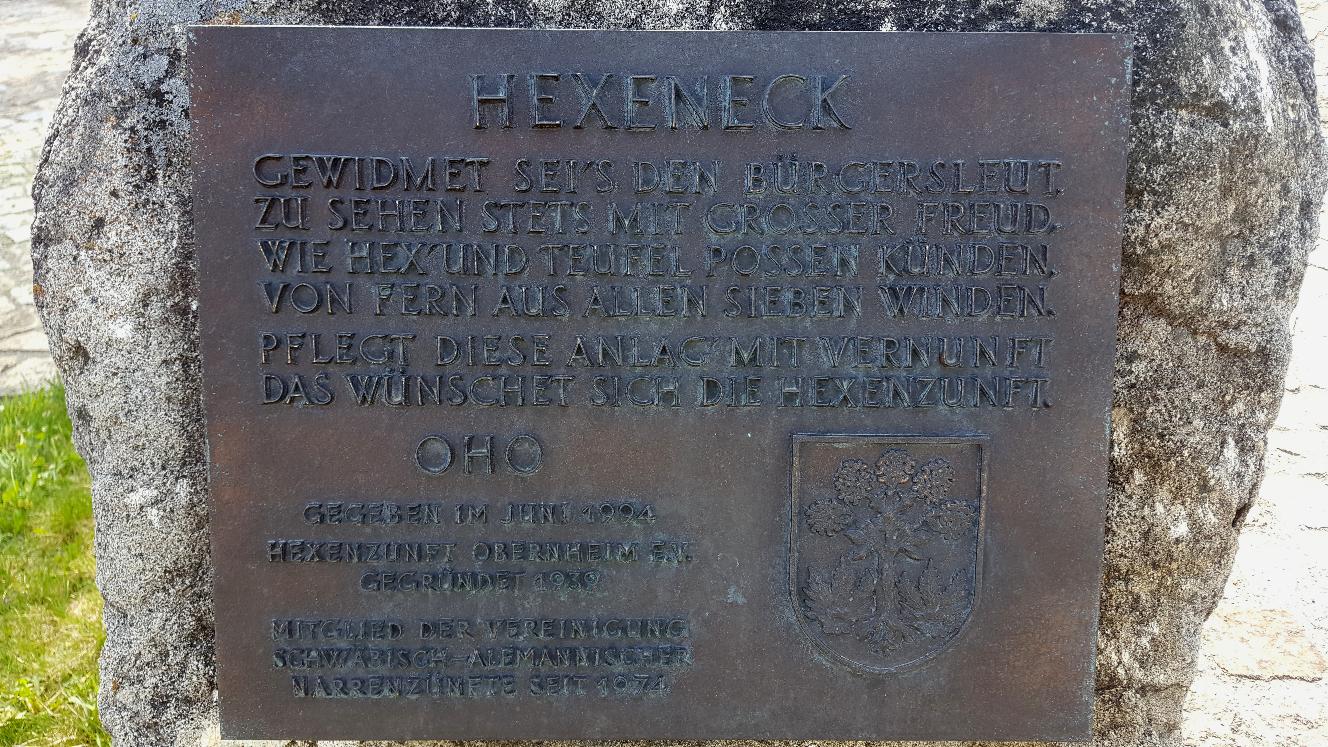 HEXENECK
GEWIDMET SEI'S DEN BÜRGERSLEUT,
ZU SEHEN STETS MIT GROSSER FREUD,
WIE HEX' UND TEUFEL POSSEN KÜNDEN,
VON FERN AUS ALLEN SIEBEN WINDEN.
PFLEGT DIESE ANLAG' MIT VERNUNFT
DAS WÜNSCHET SICH DIE HEXENZUNFT.
OHO
GEGEBEN IM JUNI 1994
HEXENZUNFT OBERNHEIM E.V.
GEGRÜNDET 1939
MITGLIED DER VEREINIGUNG
SCHWÄBISCH-ALEMANNISCHER
NARRENZÜNFTE SEIT 1974